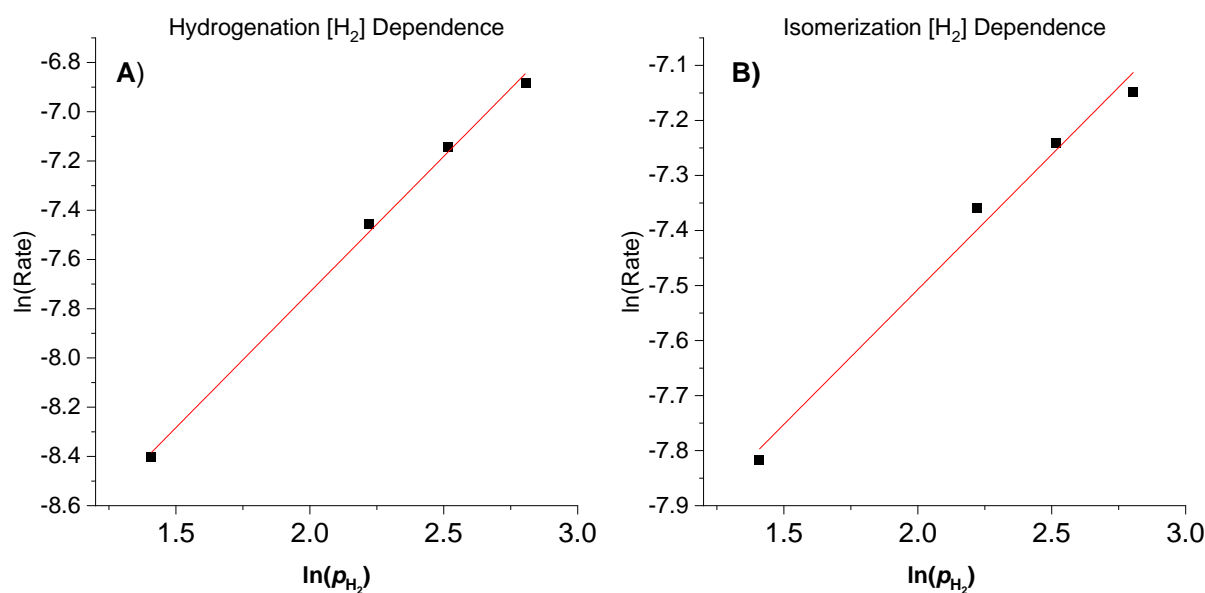 Hydrogenation [H₂] Dependence
A)
-6.8
-7.0
-7.2
-7.4
-7.6
-7.8
-8.0
-8.2
-8.4
-8.6
ln(Rate)
1.5 2.0 2.5 3.0
ln(p_H₂)
Isomerization [H₂] Dependence
B)
-7.1
-7.2
-7.3
-7.4
-7.5
-7.6
-7.7
-7.8
-7.9
ln(Rate)
1.5 2.0 2.5 3.0
ln(p_H₂)